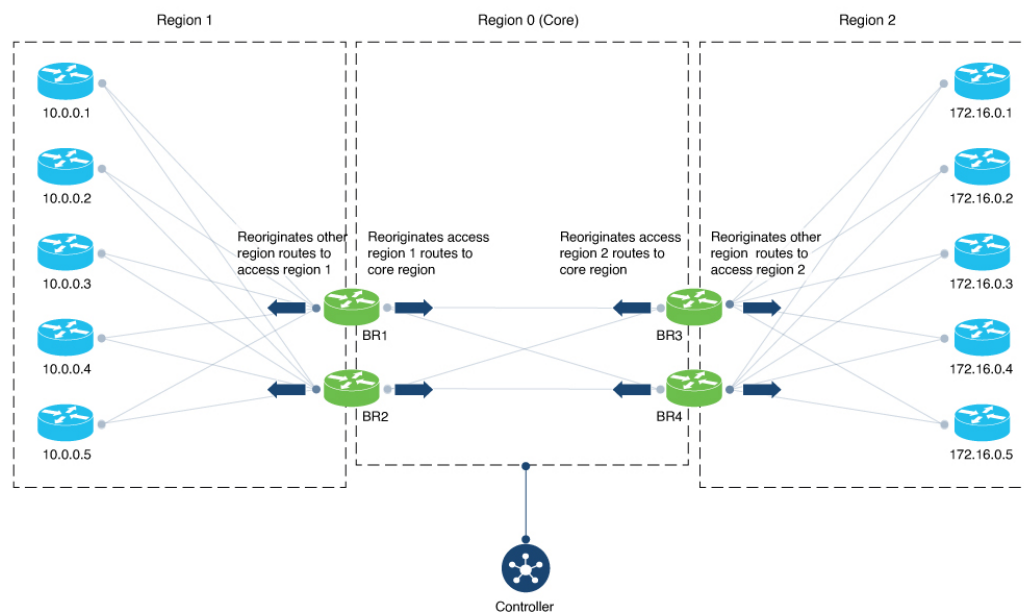 Region 1
Region 0 (Core)
Region 2
10.0.0.1
10.0.0.2
10.0.0.3
10.0.0.4
10.0.0.5
Reoriginates other
region routes to
access region 1
Reoriginates access
region 1 routes to
core region
Reoriginates access
region 2 routes to
core region
Reoriginates other
region routes to
access region 2
BR1
BR2
BR3
BR4
172.16.0.1
172.16.0.2
172.16.0.3
172.16.0.4
172.16.0.5
Controller